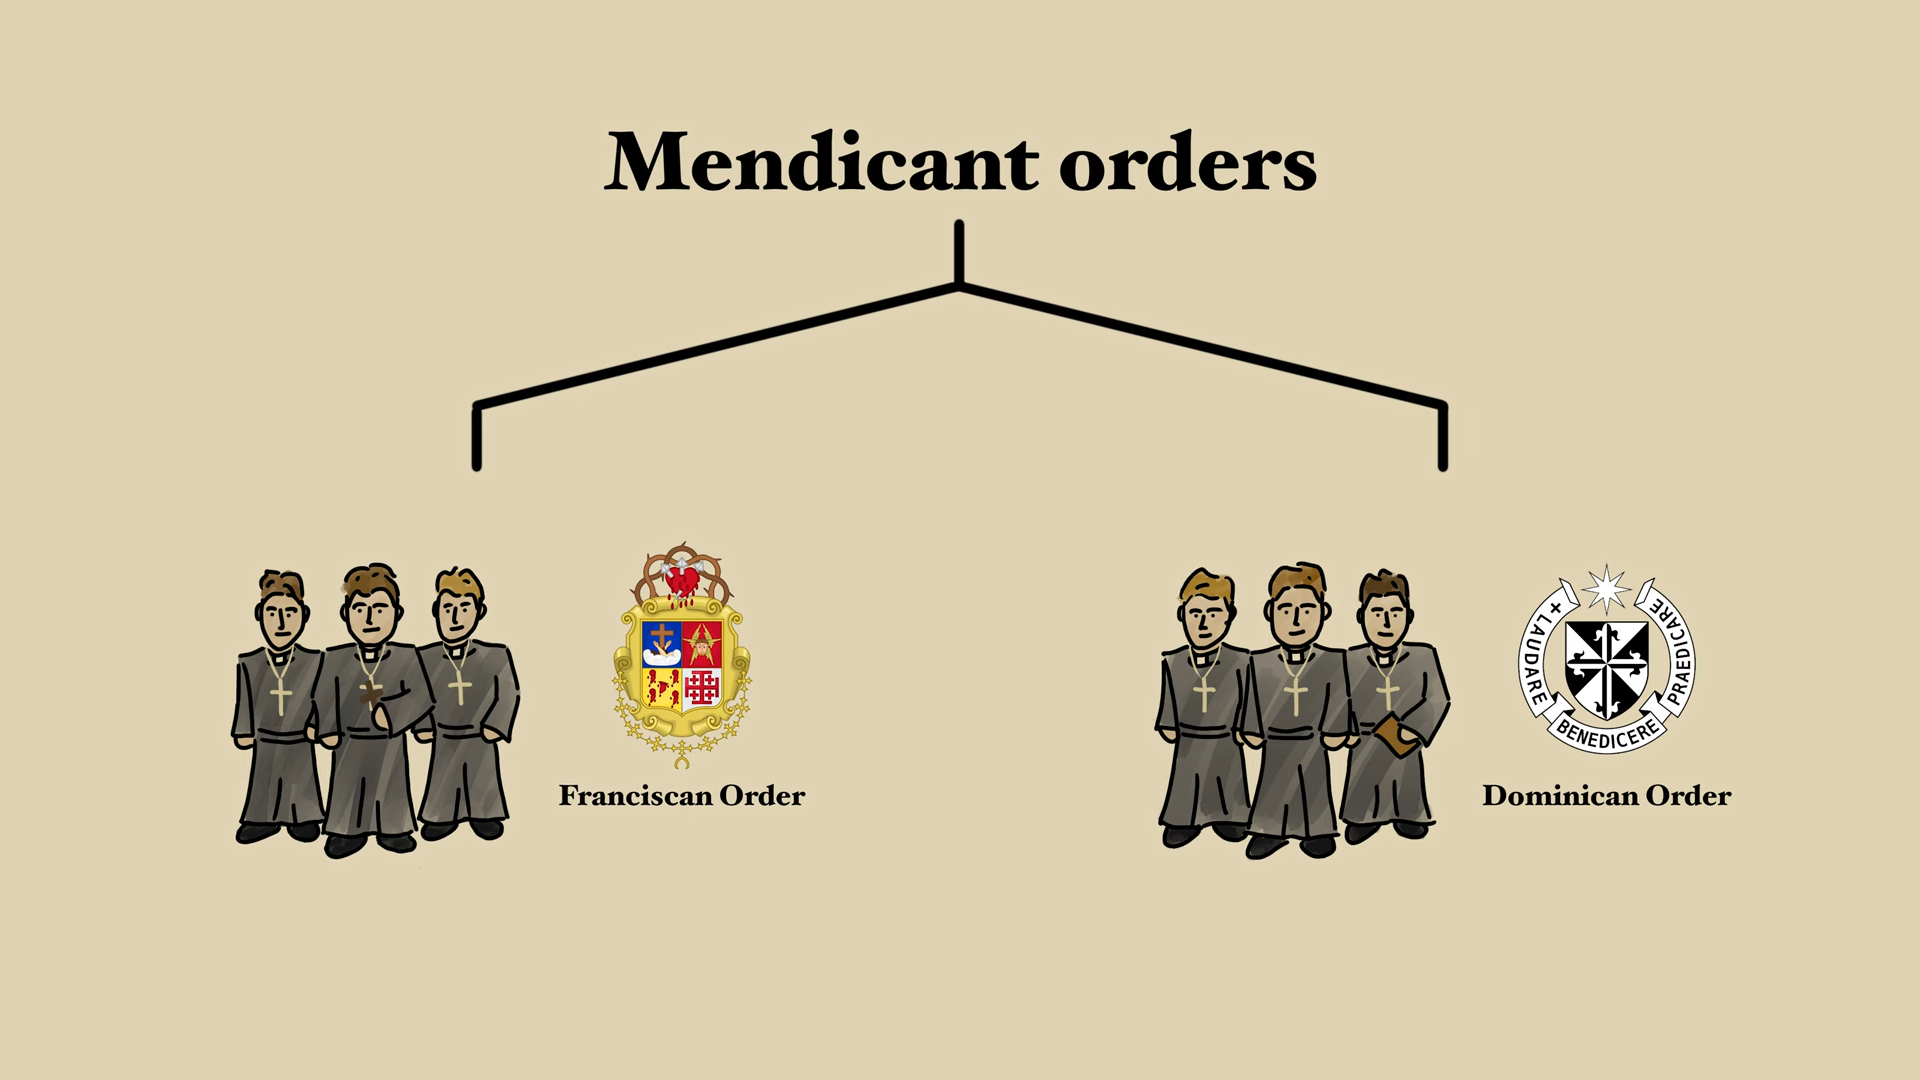 Mendicant orders
+ LAUDARE
BENEDICERE
PRAEDICARE
Franciscan Order
Dominican Order